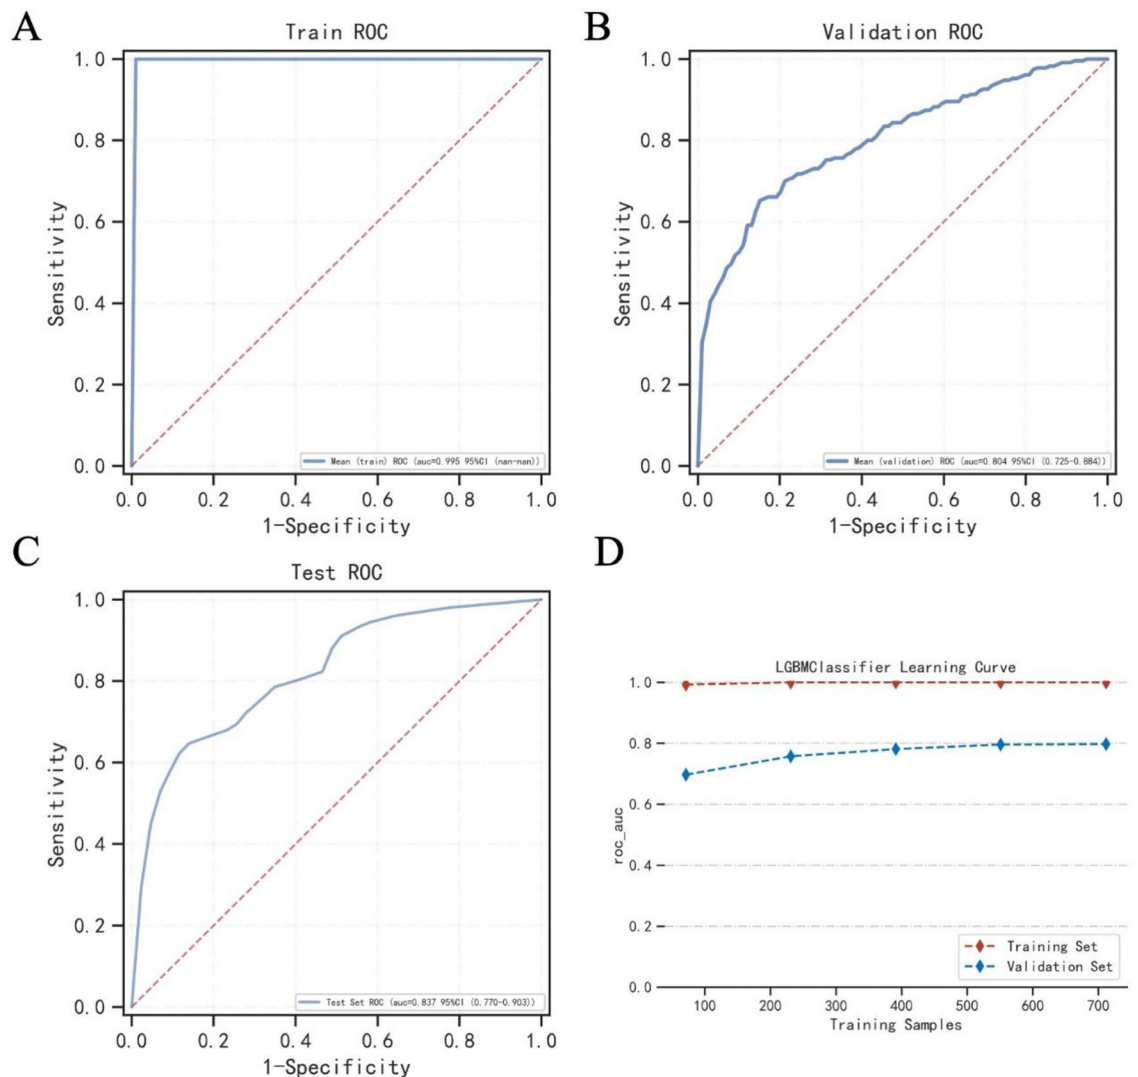 A
Train ROC
1.0
0.8
0.6
0.4
0.2
0.0
Sensitivity
Mean (train) ROC (auc=0.995 95%CI (nan-nan))
0.0 0.2 0.4 0.6 0.8 1.0
1-Specificity
B
Validation ROC
1.0
0.8
0.6
0.4
0.2
0.0
Sensitivity
Mean (validation) ROC (auc=0.804 95%CI (0.725-0.884))
0.0 0.2 0.4 0.6 0.8 1.0
1-Specificity
C
Test ROC
1.0
0.8
0.6
0.4
0.2
0.0
Sensitivity
Test Set ROC (auc=0.837 95%CI (0.770-0.903))
0.0 0.2 0.4 0.6 0.8 1.0
1-Specificity
D
LGBMClassifier Learning Curve
1.0
0.8
0.6
0.4
0.2
0.0
roc_auc
Training Set
Validation Set
100 200 300 400 500 600 700
Training Samples